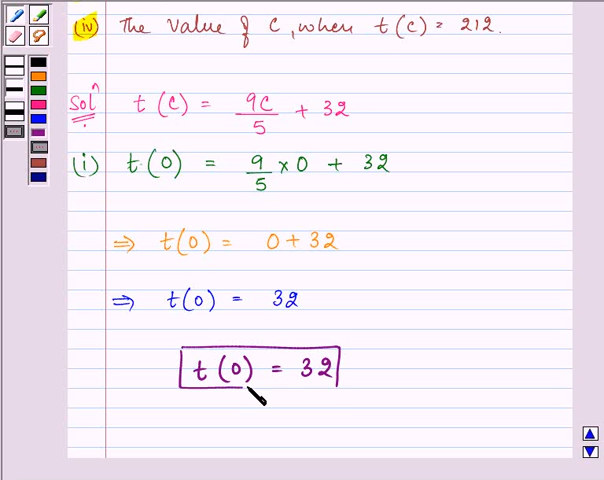 (iv) The value of C, when t(C) = 212.
Solⁿ t(C) = 9C/5 + 32
(i) t(0) = 9/5 × 0 + 32
⇒ t(0) = 0 + 32
⇒ t(0) = 32
t(0) = 32